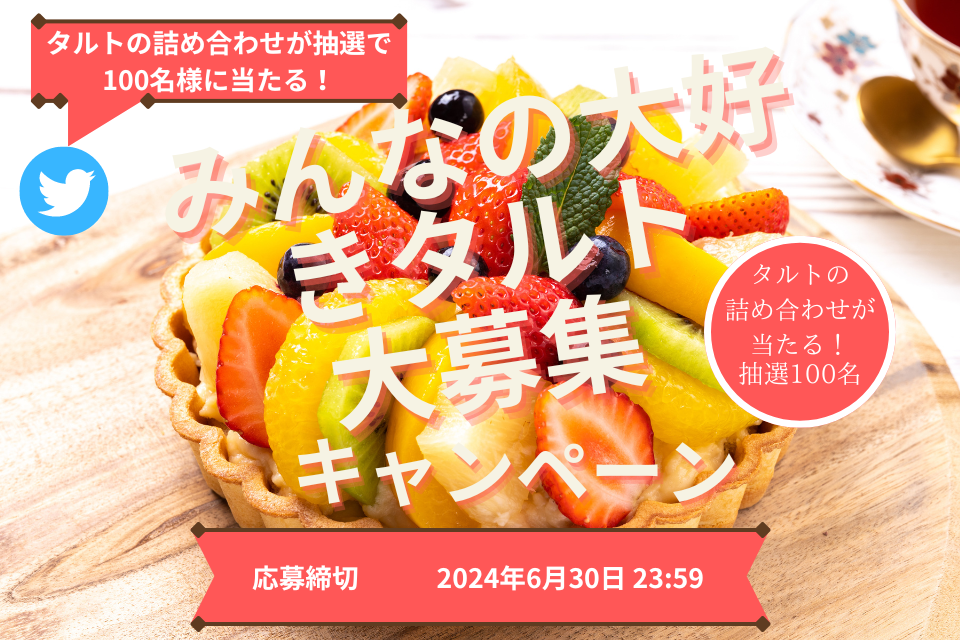 タルトの詰め合わせが抽選で
100名様に当たる！
みんなの大好
きタルト
大募集
キャンペーン
タルトの
詰め合わせが
当たる！
抽選100名
応募締切 2024年6月30日 23:59